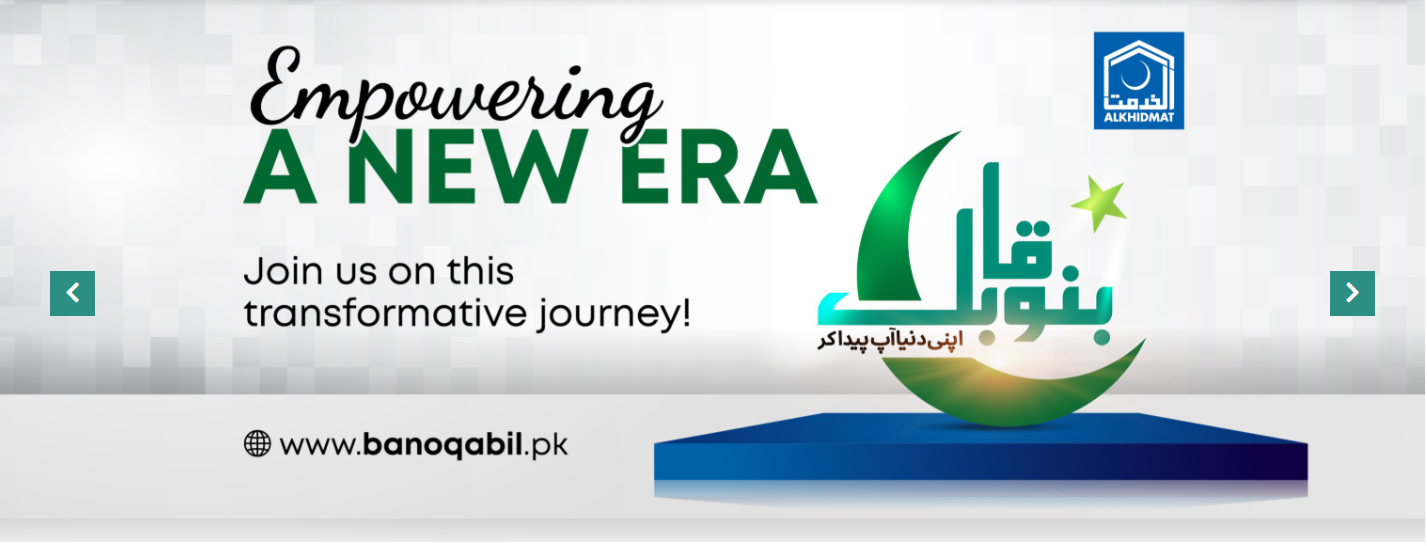 Empowering
A NEW ERA
Join us on this
transformative journey!
www.banoqabil.pk
الخدمت
ALKHIDMAT
بنو قابل
اپنی دنیا آپ پیدا کر